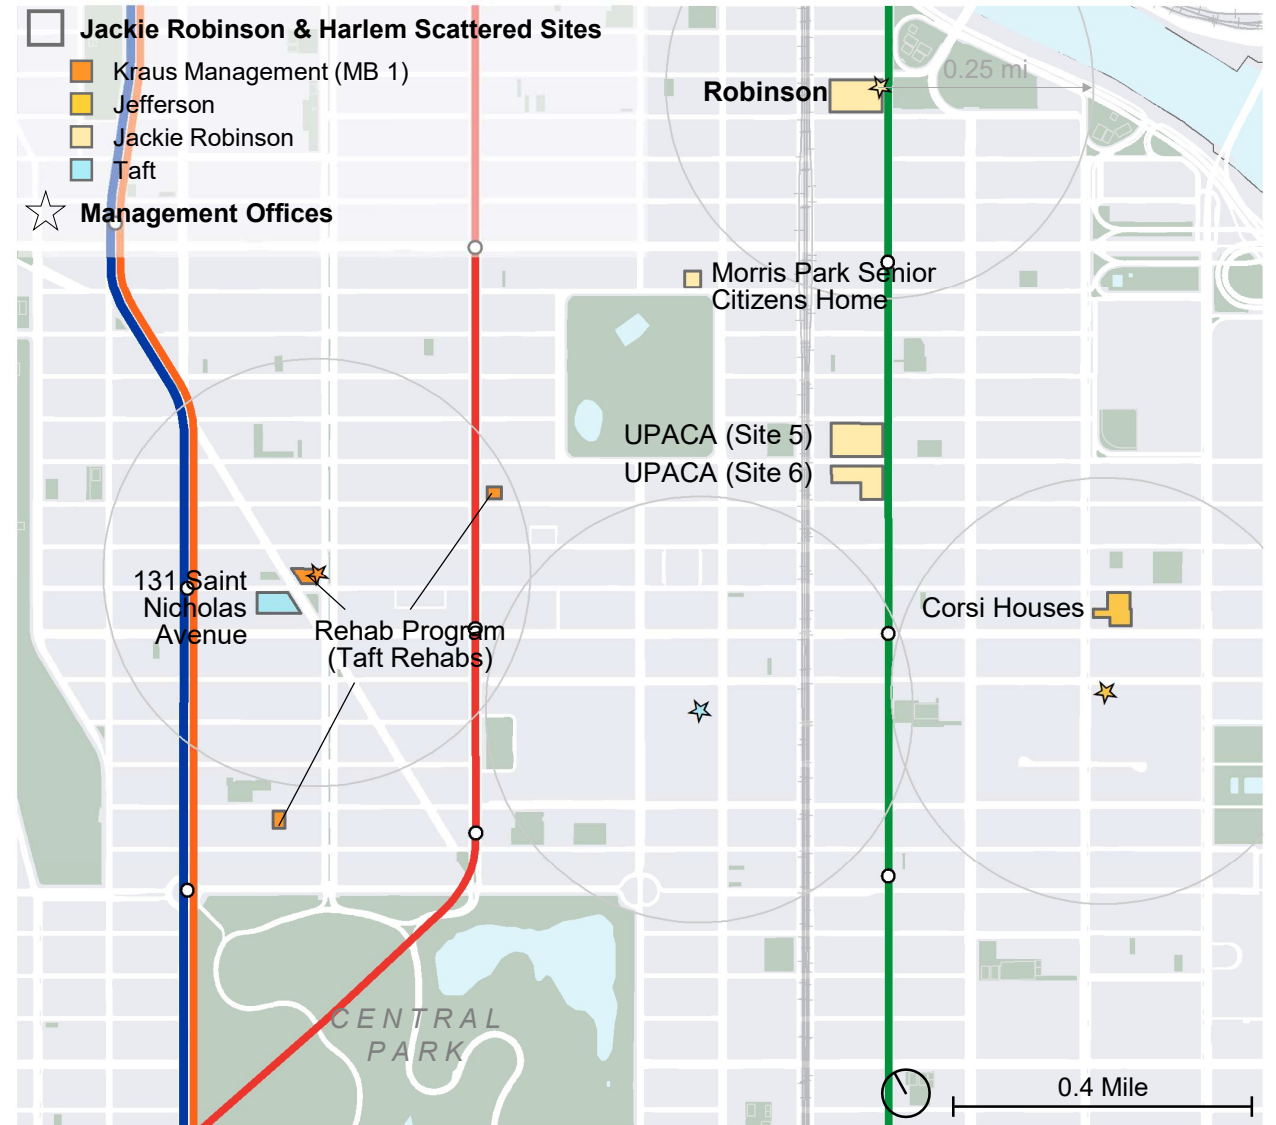 Jackie Robinson & Harlem Scattered Sites
Kraus Management (MB 1)
Jefferson
Jackie Robinson
Taft
Management Offices
0.25 mi
Robinson
Morris Park Senior
Citizens Home
UPACA (Site 5)
UPACA (Site 6)
131 Saint
Nicholas
Avenue
Rehab Program
(Taft Rehabs)
Corsi Houses
CENTRAL
PARK
0.4 Mile